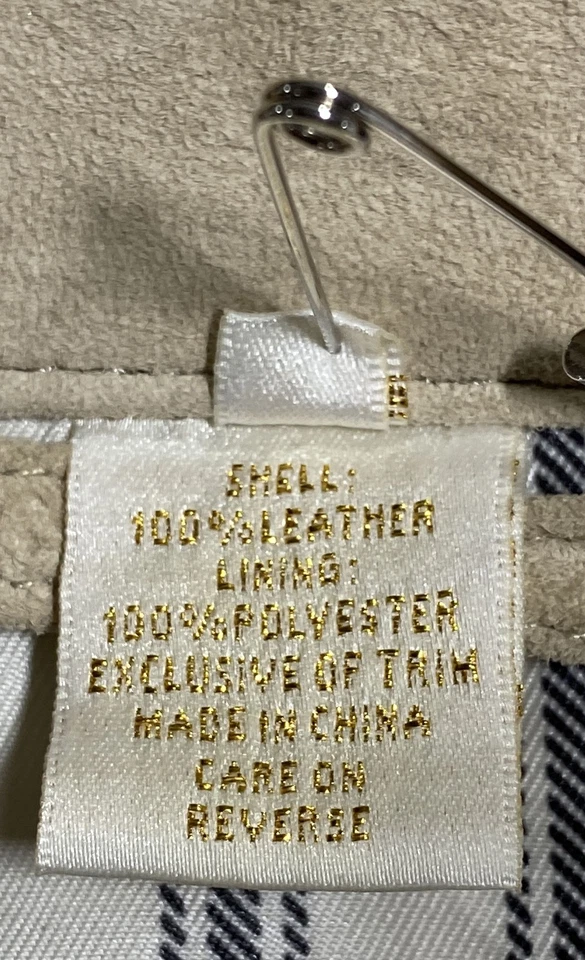 SHELL:
100%LEATHER
LINING:
100%POLYESTER
EXCLUSIVE OF TRIM
MADE IN CHINA
CARE ON
REVERSE